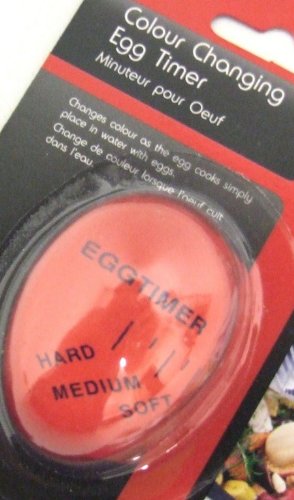 Colour Changing
Egg Timer
Minuteur pour Oeuf
Changes colour as the egg cooks simply
place in water with eggs.
Change de couleur lorsque l'oeuf cuit
dans l'eau.
EGGTIMER
HARD
MEDIUM
SOFT